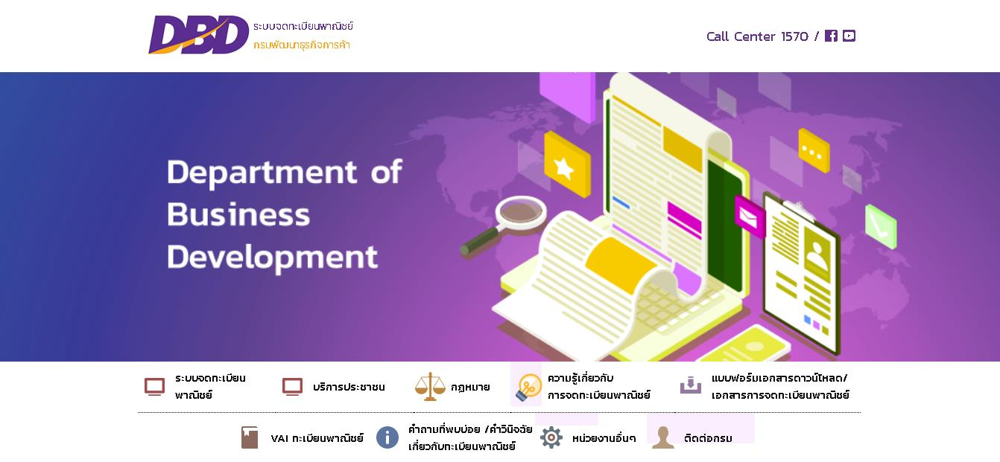 DBD
ระบบจดทะเบียนพาณิชย์
กรมพัฒนาธุรกิจการค้า
Call Center 1570 /
Department of
Business
Development
ระบบจดทะเบียน
พาณิชย์
บริการประชาชน
กฎหมาย
ความรู้เกี่ยวกับ
การจดทะเบียนพาณิชย์
แบบฟอร์มเอกสารดาวน์โหลด/
เอกสารการจดทะเบียนพาณิชย์
VAI ทะเบียนพาณิชย์
คำถามที่พบบ่อย /คำวินิจฉัย
เกี่ยวกับทะเบียนพาณิชย์
หน่วยงานอื่นๆ
ติดต่อกรม